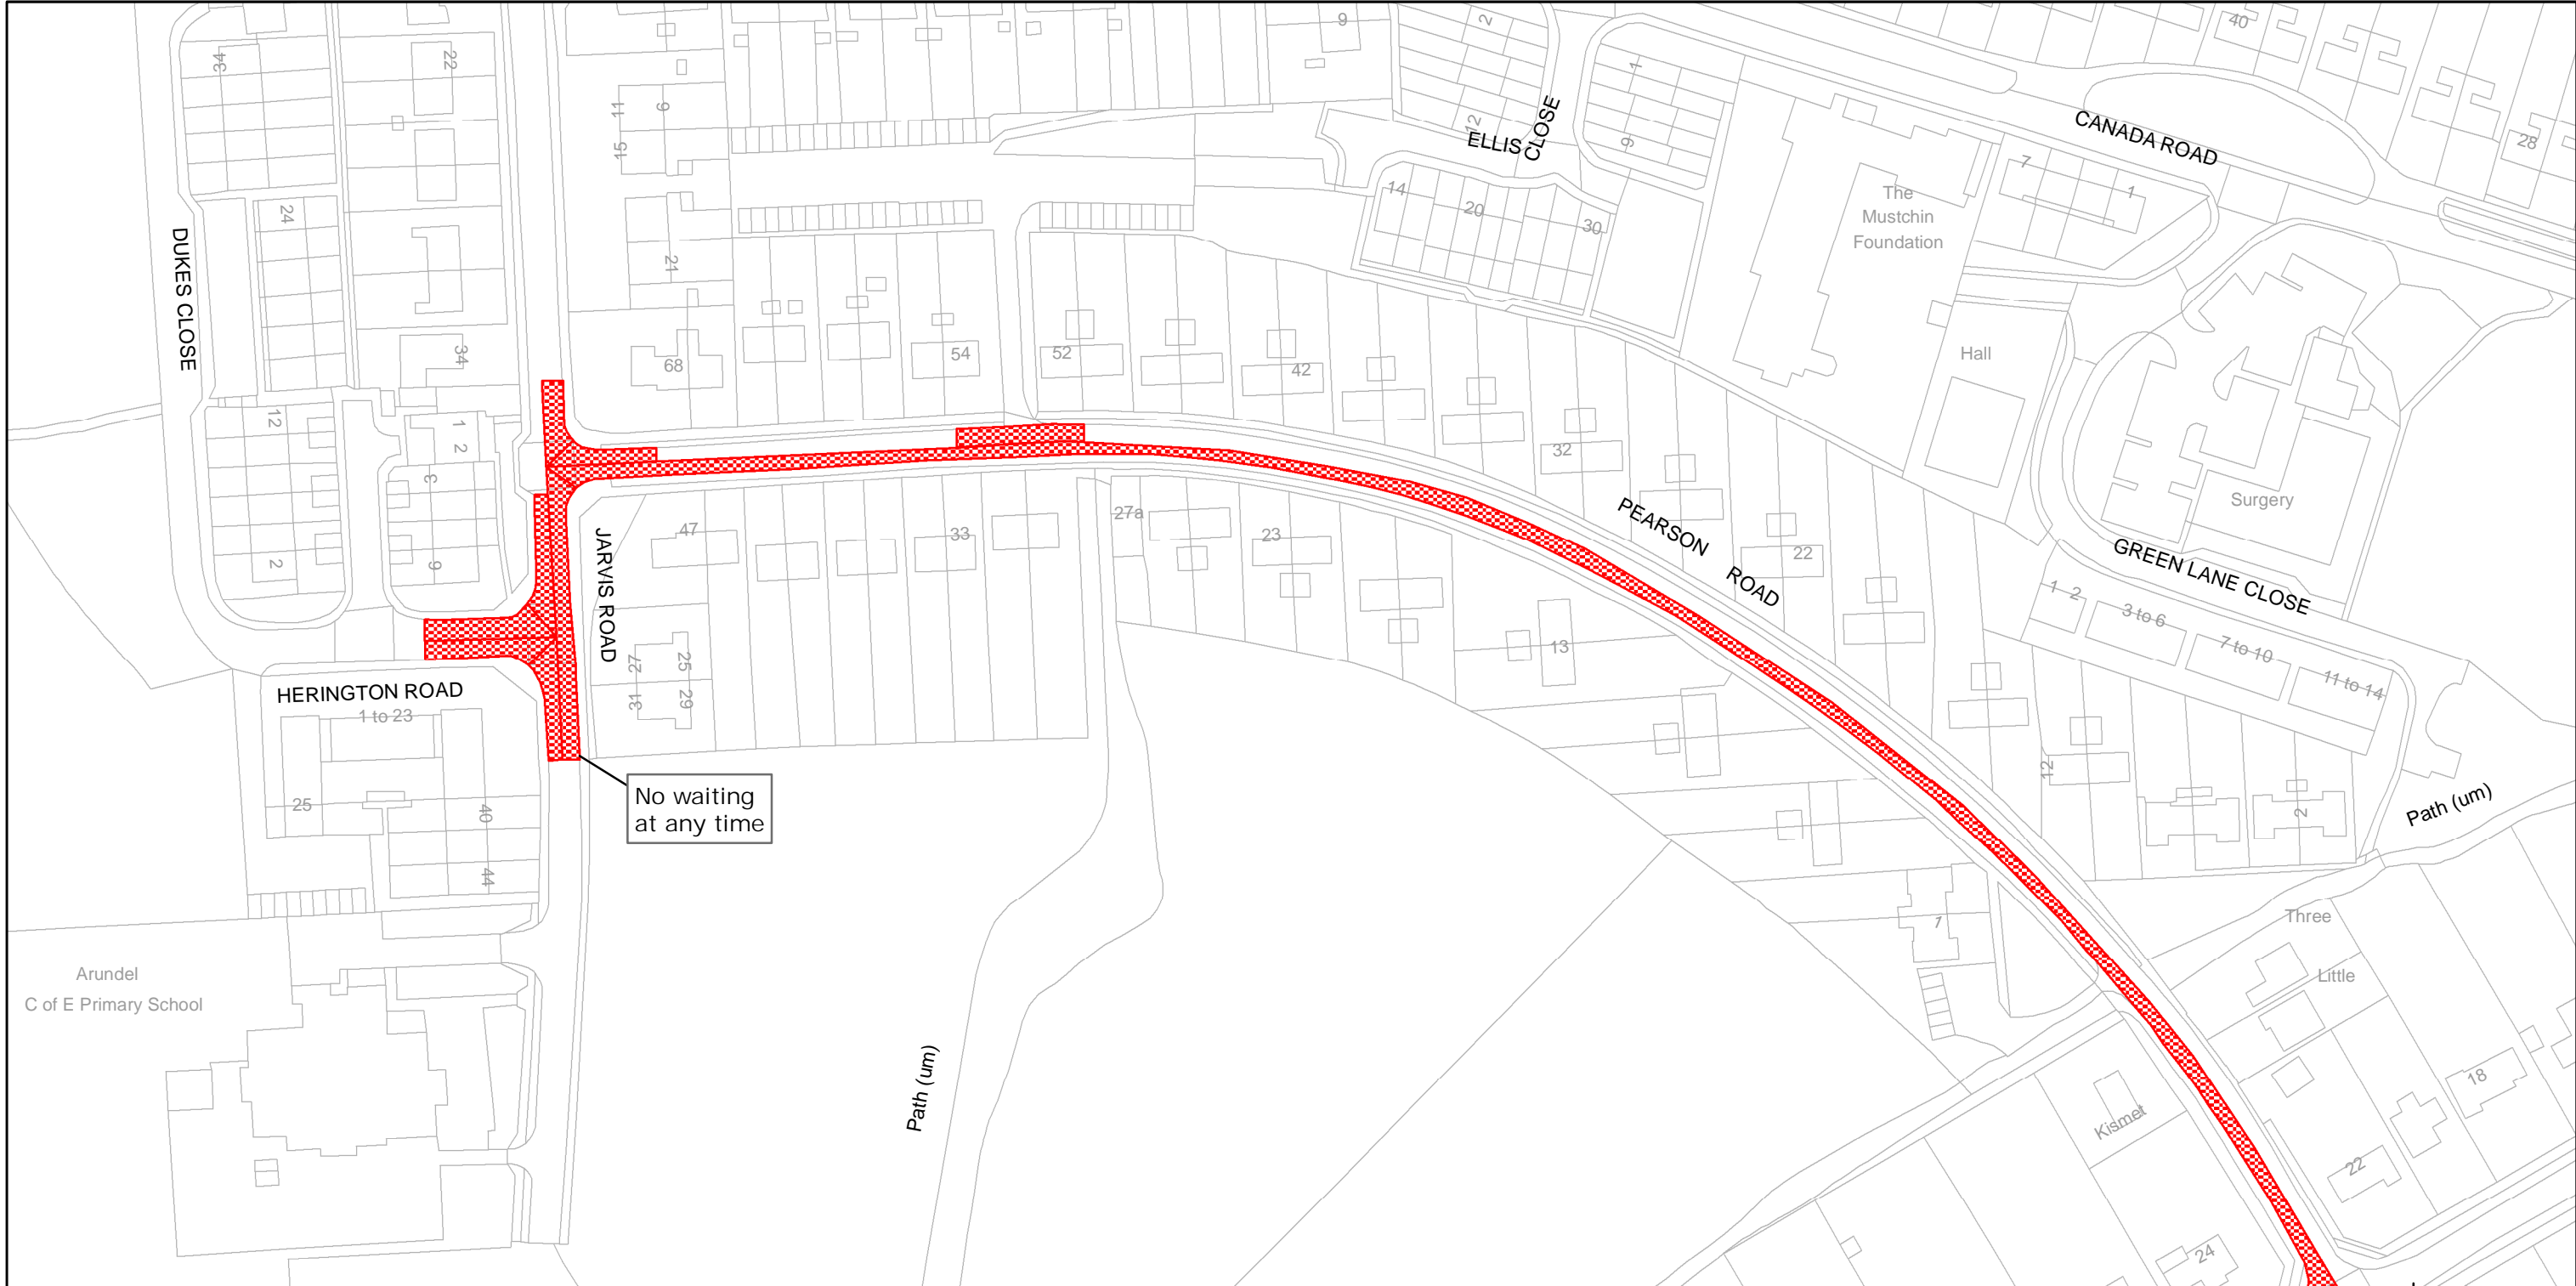 9
2
40
34
22
1
11
9
12
ELLIS CLOSE
9
CANADA ROAD
28
15
7
1
The
Mustchin
Foundation
14
20
30
24
DUKES CLOSE
21
34
68
54
52
42
Hall
12
1
2
3
9
2
32
PEARSON ROAD
22
Surgery
GREEN LANE CLOSE
47
33
27a
23
13
JARVIS ROAD
1 2
3 to 6
7 to 10
11 to 14
27
25
31
29
HERINGTON ROAD
1 to 23
25
40
44
No waiting
at any time
12
2
Path (um)
1
Three
Little
Arundel
C of E Primary School
Path (um)
Kismet
18
22
24